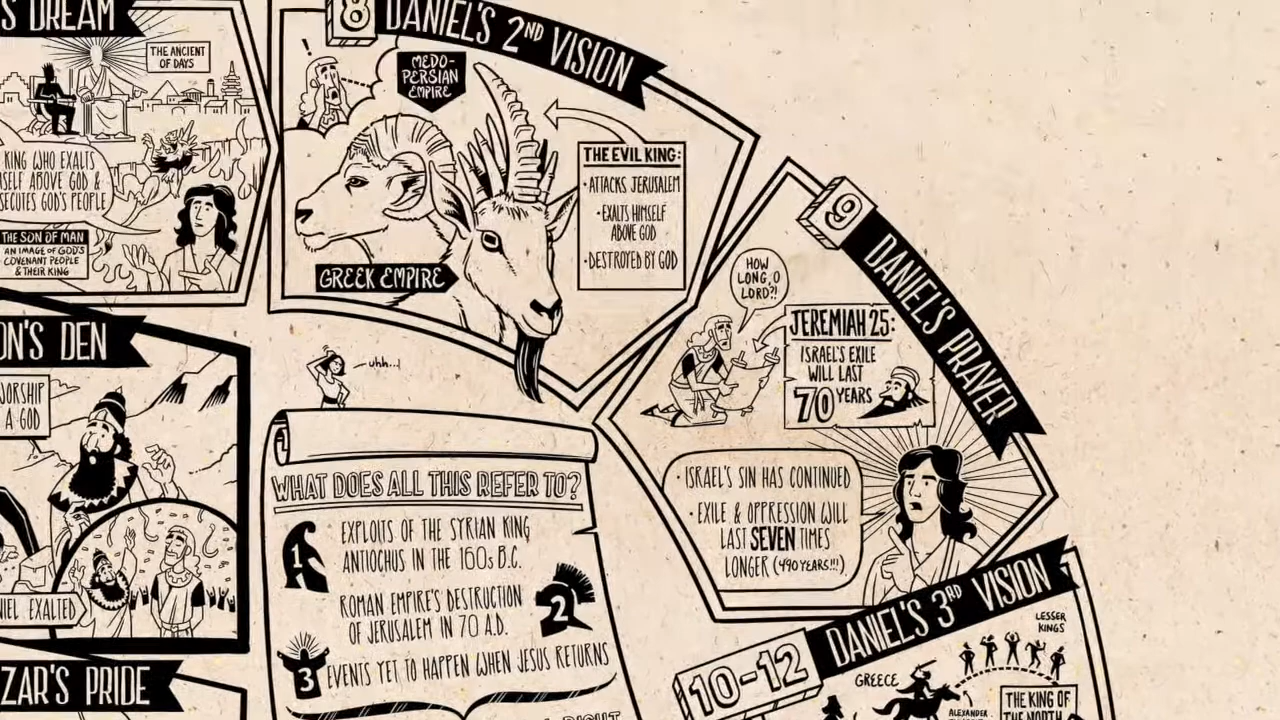 S DREAM
THE ANCIENT
OF DAYS
KING WHO EXALTS
SELF ABOVE GOD &
SECUTES GOD'S PEOPLE
THE SON OF MAN
AN IMAGE OF GOD'S
COVENANT PEOPLE
& THEIR KING
8
DANIEL'S 2ND VISION
!
MEDO-
PERSIAN
EMPIRE
GREEK EMPIRE
THE EVIL KING:
• ATTACKS JERUSALEM
• EXALTS HIMSELF
ABOVE GOD
• DESTROYED BY GOD
9
DANIEL'S PRAYER
HOW
LONG, O
LORD?!
JEREMIAH 25:
ISRAEL'S EXILE
WILL LAST
70 YEARS
• ISRAEL'S SIN HAS CONTINUED
• EXILE & OPPRESSION WILL
LAST SEVEN TIMES
LONGER (490 YEARS!!!)
ON'S DEN
WORSHIP
A GOD
NIEL EXALTED
ZZAR'S PRIDE
uhh...!
WHAT DOES ALL THIS REFER TO?
1
EXPLOITS OF THE SYRIAN KING
ANTIOCHUS IN THE 160s B.C.
ROMAN EMPIRE'S DESTRUCTION
OF JERUSALEM IN 70 A.D.
2
3
EVENTS YET TO HAPPEN WHEN JESUS RETURNS
10-12
DANIEL'S 3RD VISION
LESSER
KINGS
GREECE
ALEXANDER
THE KING OF
THE NORTH